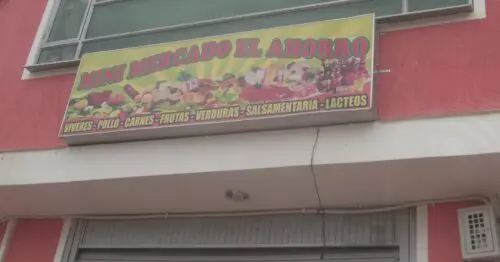 MINI MERCADO EL AHORRO
VIVERES - POLLO - CARNES - FRUTAS - VERDURAS - SALSAMENTARIA - LACTEOS